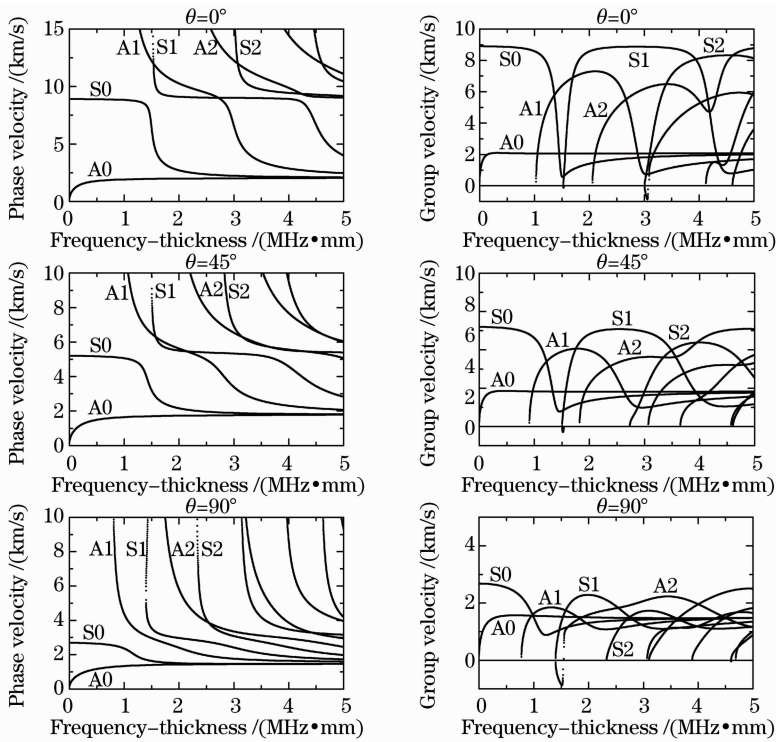 θ=0°
Phase velocity /(km/s)
15
10
5
0
A1
S1
A2
S2
S0
A0
0 1 2 3 4 5
Frequency-thickness /(MHz•mm)
θ=0°
Group velocity /(km/s)
10
8
6
4
2
0
S0
S1
S2
A1
A2
A0
0 1 2 3 4 5
Frequency-thickness /(MHz•mm)
θ=45°
Phase velocity /(km/s)
10
8
6
4
2
0
A1
S1
A2
S2
S0
A0
0 1 2 3 4 5
Frequency-thickness /(MHz•mm)
θ=45°
Group velocity /(km/s)
10
8
6
4
2
0
S0
S1
A1
A2
S2
A0
0 1 2 3 4 5
Frequency-thickness /(MHz•mm)
θ=90°
Phase velocity /(km/s)
10
8
6
4
2
0
A1
S1
A2
S2
S0
A0
0 1 2 3 4 5
Frequency-thickness /(MHz•mm)
θ=90°
Group velocity /(km/s)
4
2
0
S0
A1
S1
A2
A0
S2
0 1 2 3 4 5
Frequency-thickness /(MHz•mm)